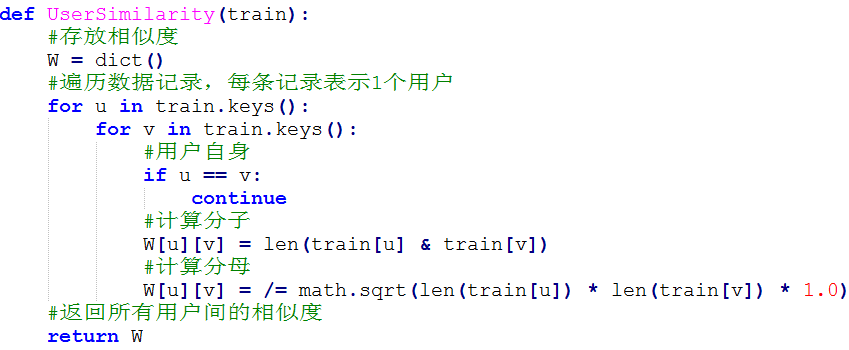 def UserSimilarity(train):
    #存放相似度
    W = dict()
    #遍历数据记录，每条记录表示1个用户
    for u in train.keys():
        for v in train.keys():
            #用户自身
            if u == v:
                continue
            #计算分子
            W[u][v] = len(train[u] & train[v])
            #计算分母
            W[u][v] = /= math.sqrt(len(train[u]) * len(train[v]) * 1.0)
    #返回所有用户间的相似度
    return W